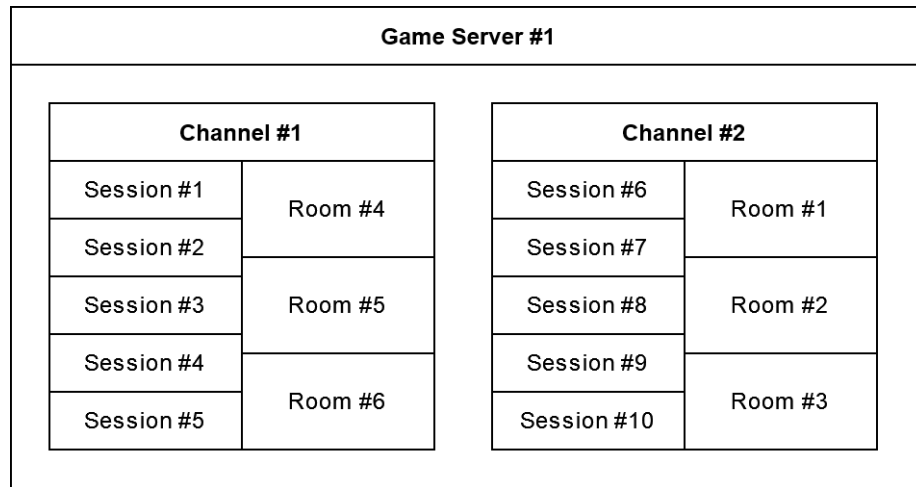 Game Server #1
Channel #1
Session #1
Session #2
Session #3
Session #4
Session #5
Room #4
Room #5
Room #6
Channel #2
Session #6
Session #7
Session #8
Session #9
Session #10
Room #1
Room #2
Room #3